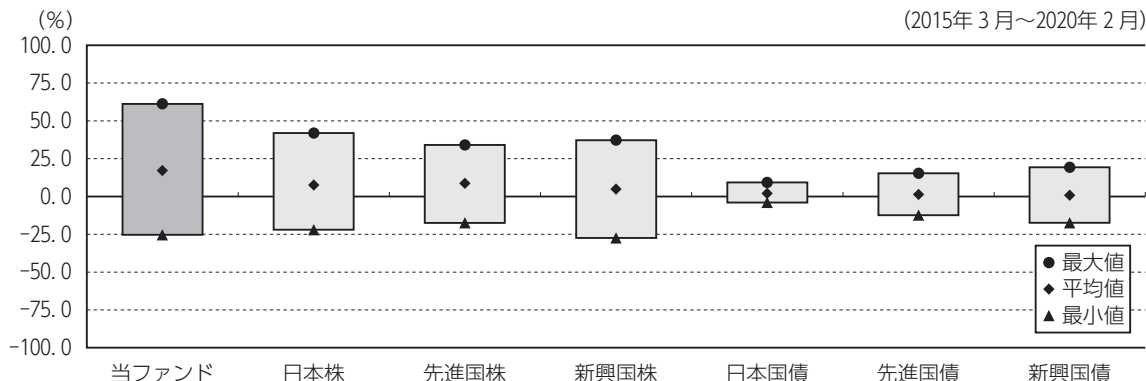 (%)
(2015年3月～2020年2月)
100.0
75.0
50.0
25.0
0.0
-25.0
-50.0
-75.0
-100.0
● 最大値
◆ 平均値
▲ 最小値
当ファンド 日本株 先進国株 新興国株 日本国債 先進国債 新興国債